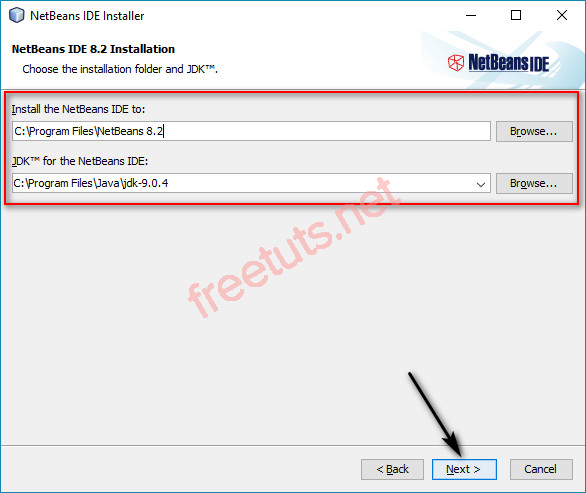 NetBeans IDE Installer
NetBeans IDE 8.2 Installation
Choose the installation folder and JDK™.
NetBeans IDE
Install the NetBeans IDE to:
C:\Program Files\NetBeans 8.2
Browse...
JDK™ for the NetBeans IDE:
C:\Program Files\Java\jdk-9.0.4
Browse...
freetuts.net
< Back
Next >
Cancel